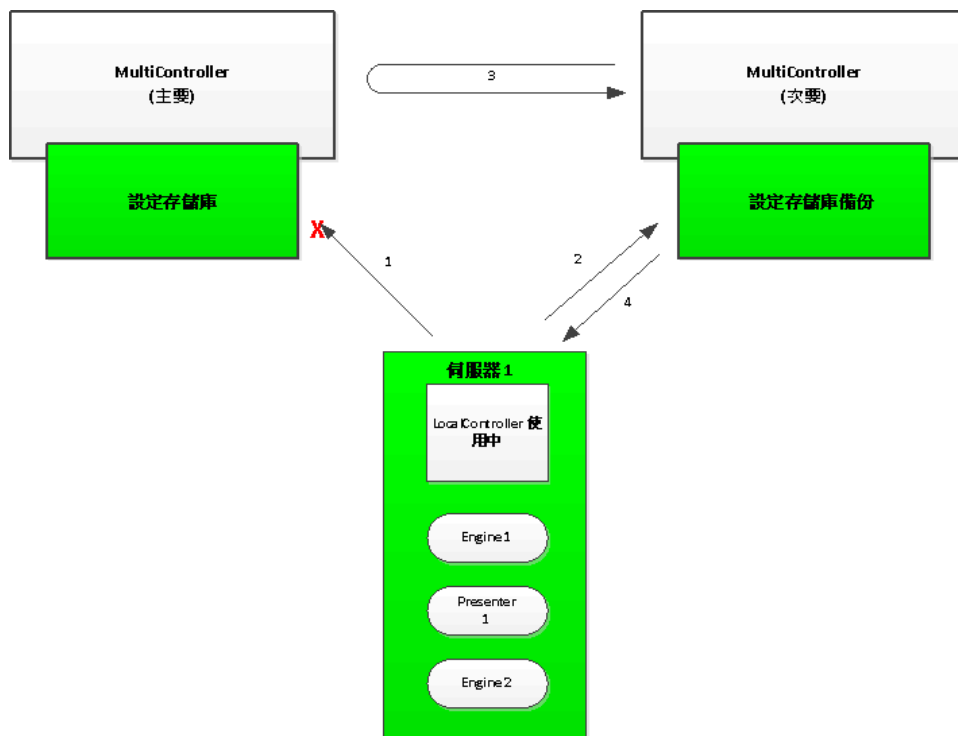 MultiController
(主要)
3
MultiController
(次要)
設定存儲庫
設定存儲庫備份
X
1
2
4
伺服器 1
LocalController 使
用中
Engine1
Presenter
1
Engine2